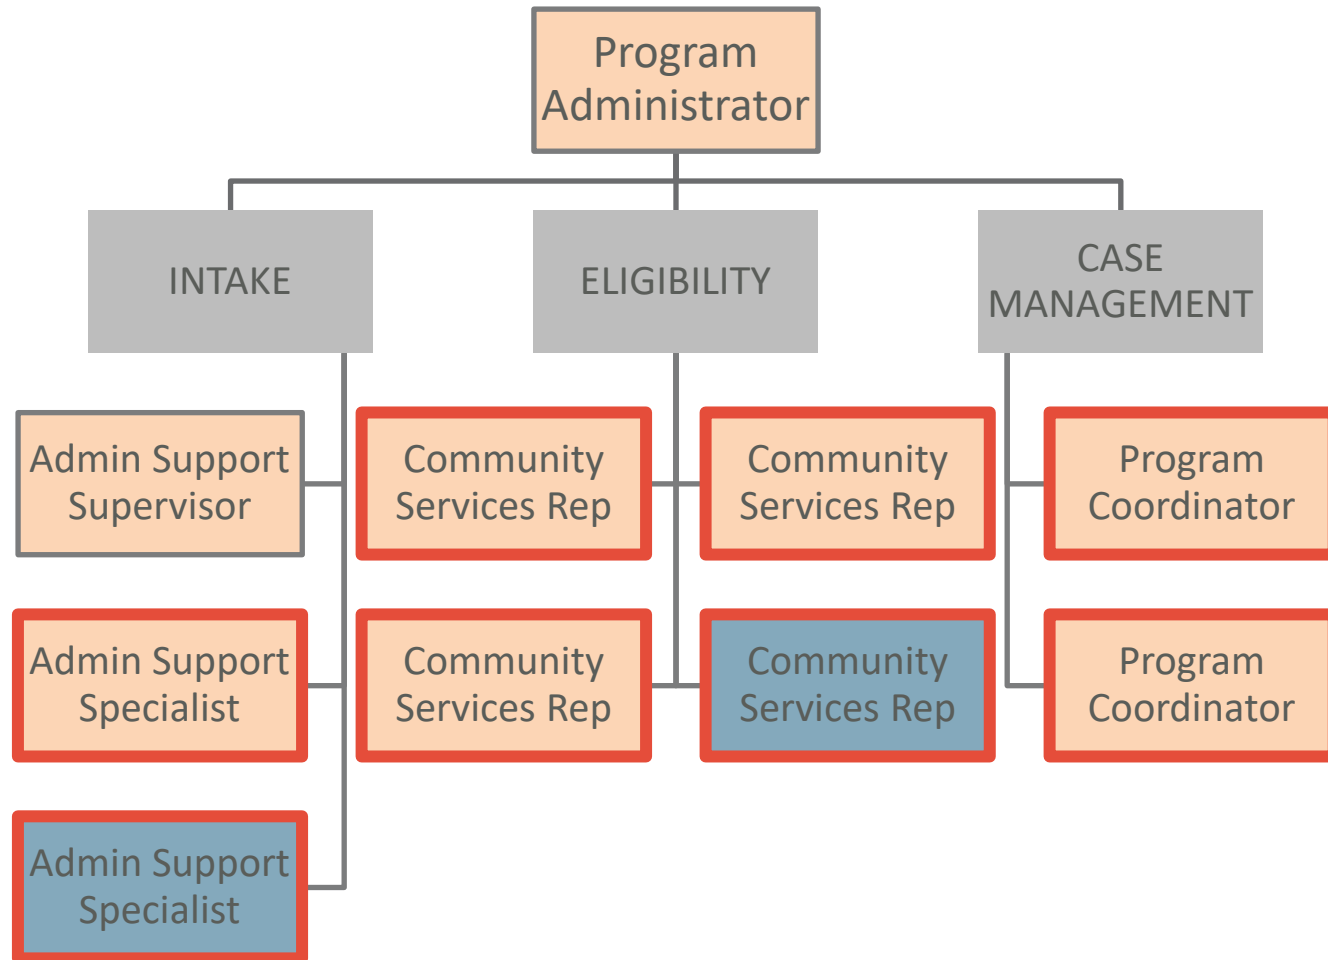 Program
Administrator
INTAKE
ELIGIBILITY
CASE
MANAGEMENT
Admin Support
Supervisor
Community
Services Rep
Community
Services Rep
Program
Coordinator
Admin Support
Specialist
Community
Services Rep
Community
Services Rep
Program
Coordinator
Admin Support
Specialist